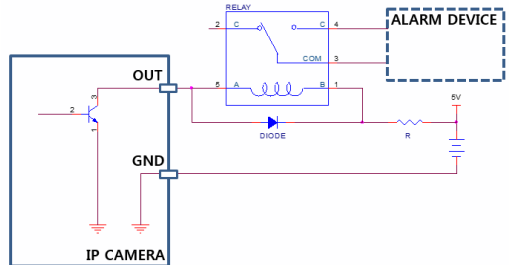 RELAY
2 C C 4
ALARM DEVICE
COM 3
OUT
5 A B 1
3
2
1
DIODE
R
5V
GND
IP CAMERA